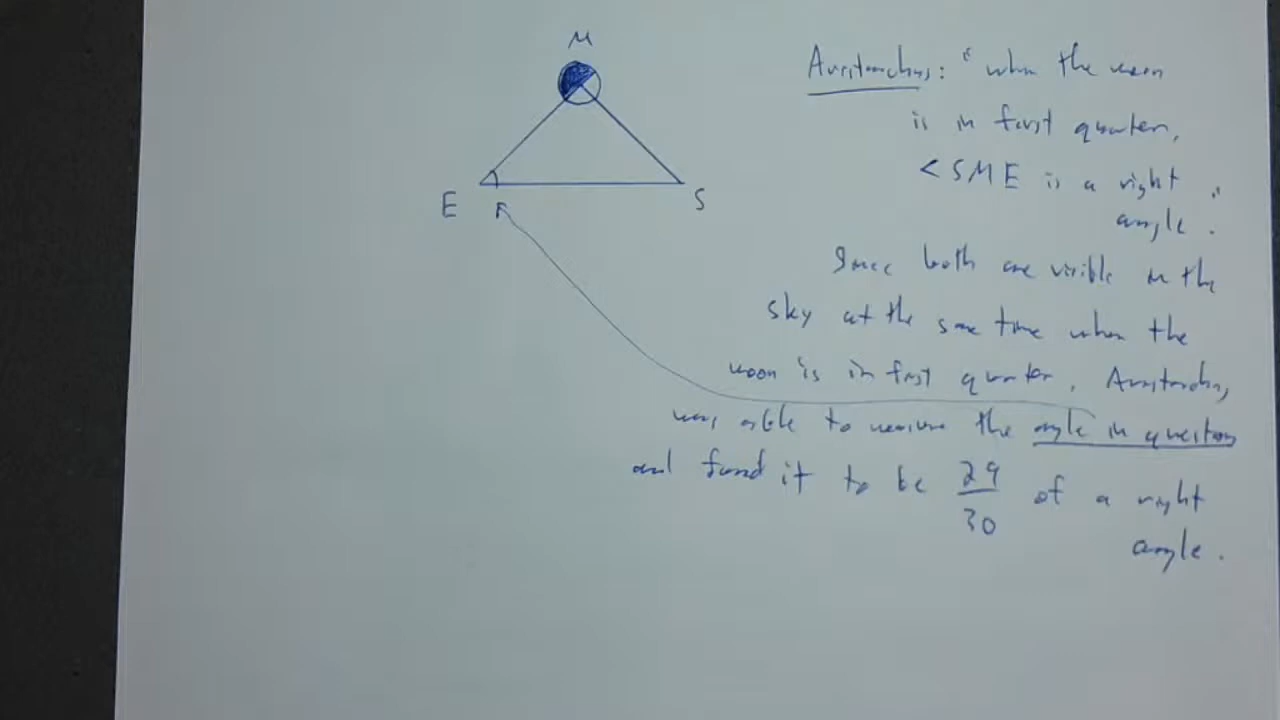 M
E
S
Aristarchus: "when the moon
is in first quarter,
<SME is a right
angle."
Since both are visible in the
sky at the same time when the
moon is in first quarter, Aristarchus
was able to measure the angle in question
and found it to be 29/30 of a right
angle.